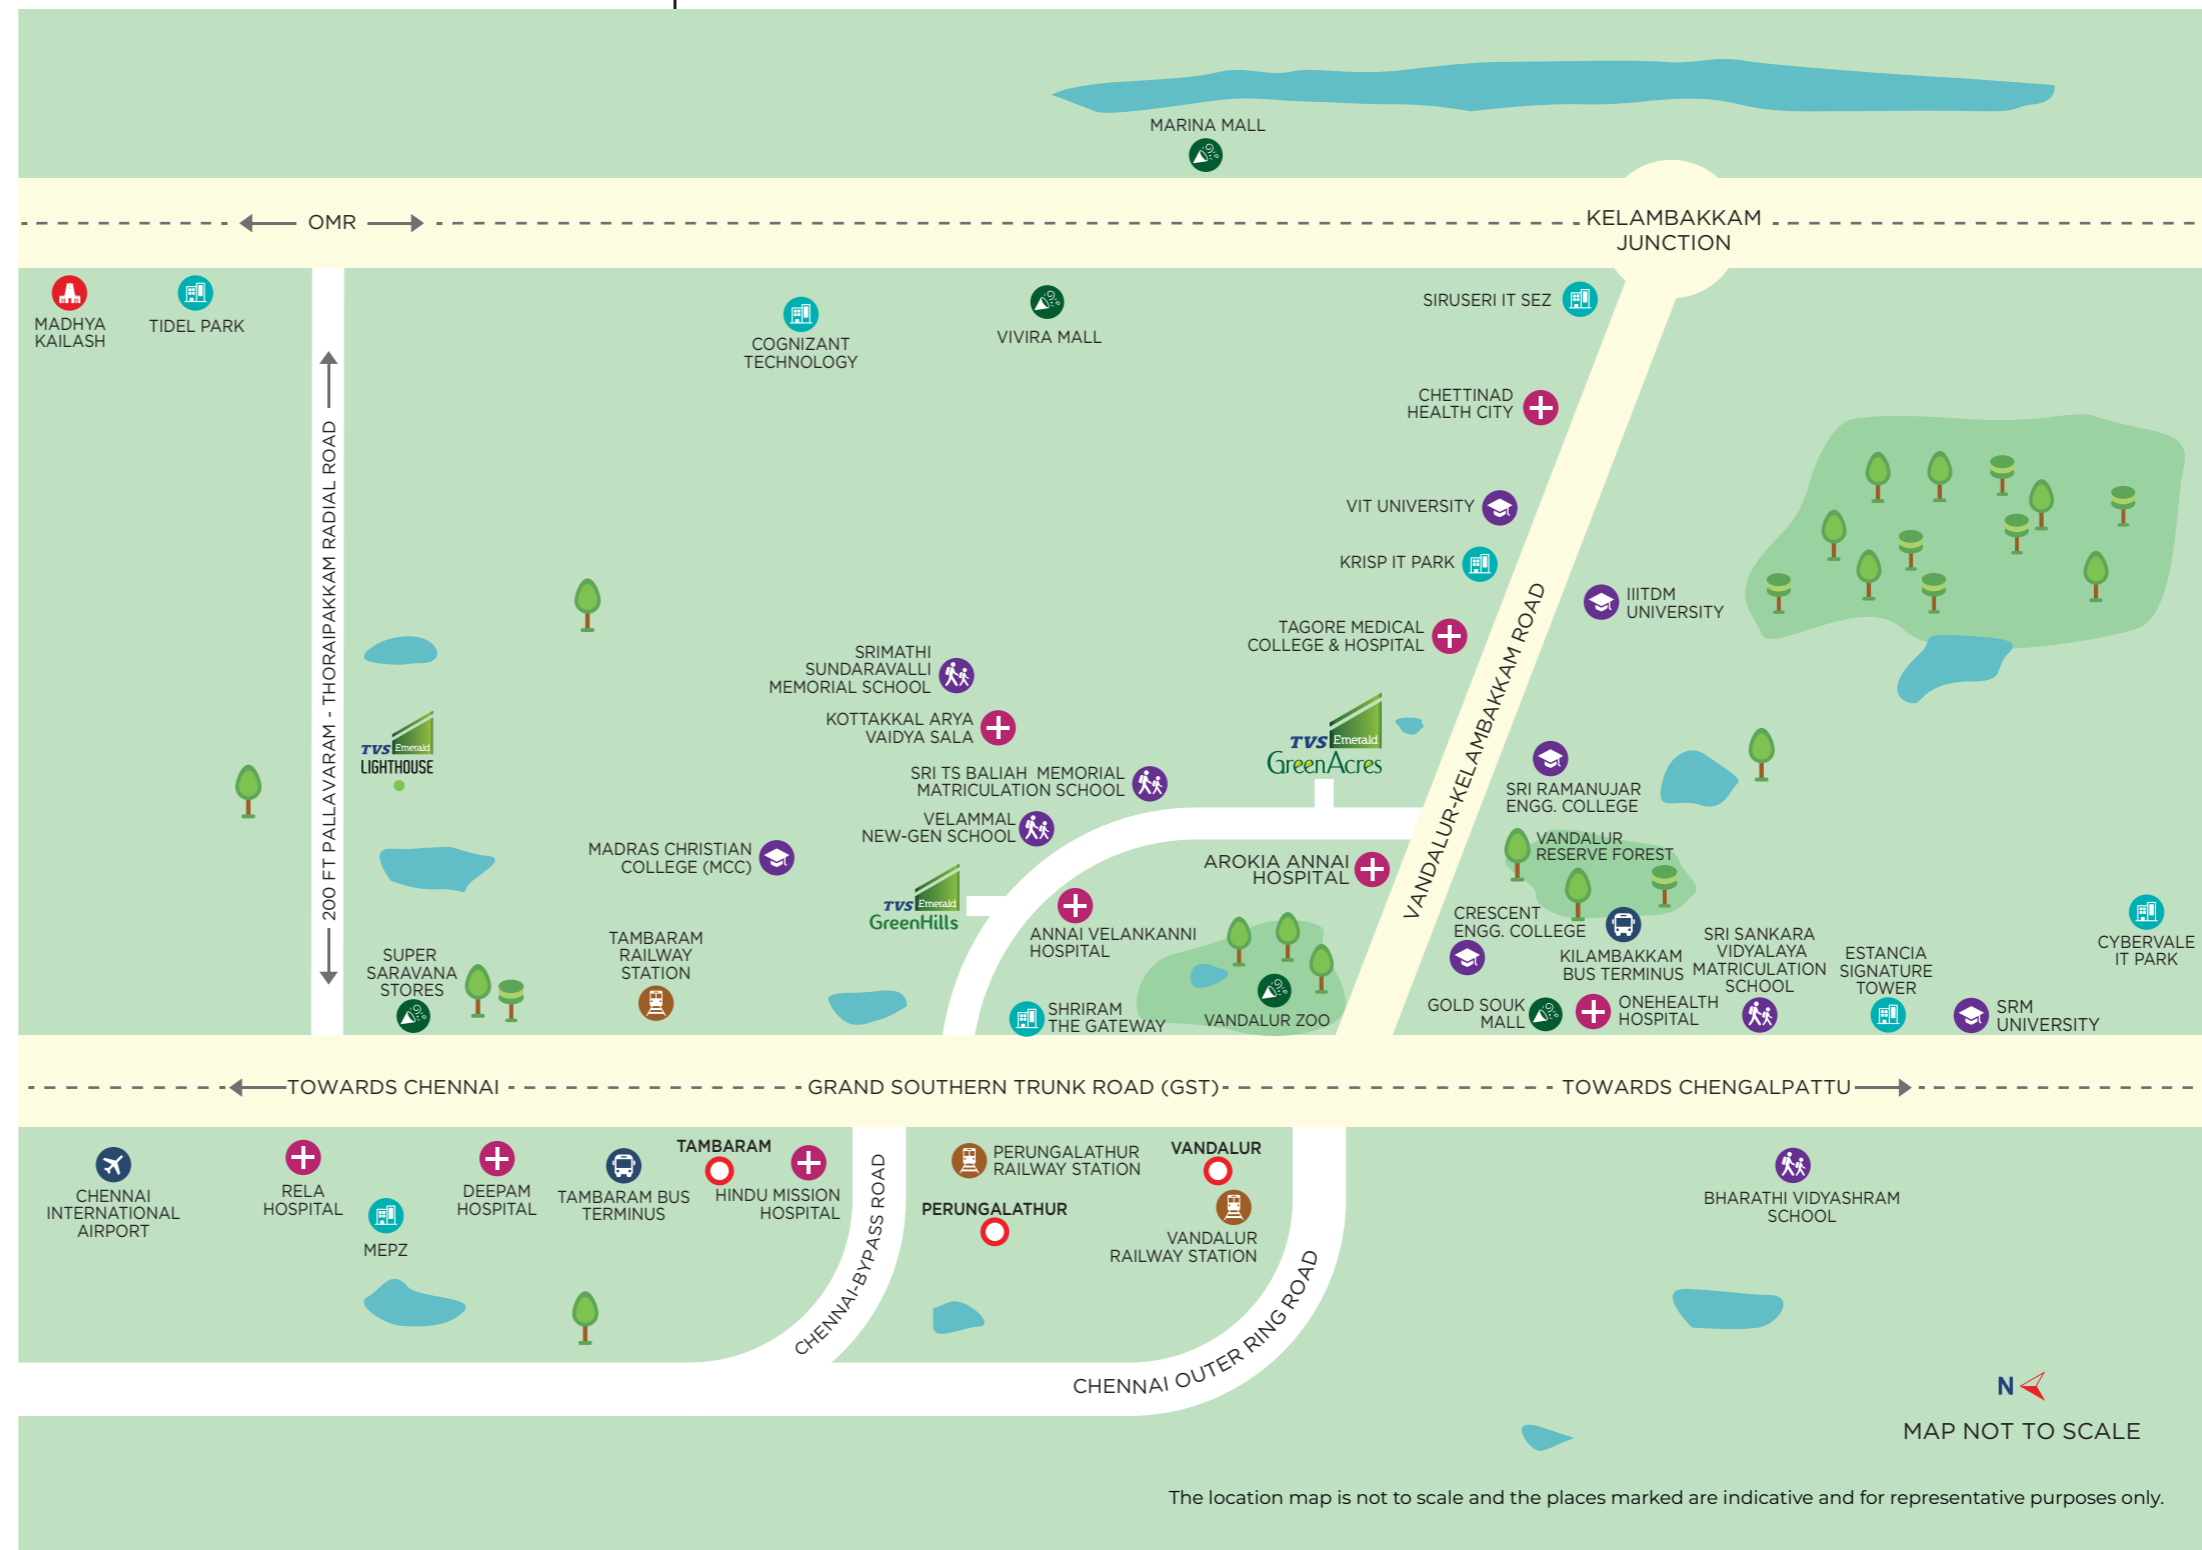 MARINA MALL
OMR
KELAMBAKKAM
JUNCTION
MADHYA
KAILASH
TIDEL PARK
COGNIZANT
TECHNOLOGY
VIVIRA MALL
SIRUSERI IT SEZ
CHETTINAD
HEALTH CITY
200 FT PALLAVARAM - THORAIPAKKAM RADIAL ROAD
VIT UNIVERSITY
KRISP IT PARK
IIITDM
UNIVERSITY
TAGORE MEDICAL
COLLEGE & HOSPITAL
VANDALUR-KELAMBAKKAM ROAD
SRIMATHI
SUNDARAVALLI
MEMORIAL SCHOOL
KOTTAKKAL ARYA
VAIDYA SALA
TVS Emerald
LIGHTHOUSE
TVS Emerald
GreenAcres
SRI TS BALIAH MEMORIAL
MATRICULATION SCHOOL
VELAMMAL
NEW-GEN SCHOOL
SRI RAMANUJAR
ENGG. COLLEGE
MADRAS CHRISTIAN
COLLEGE (MCC)
VANDALUR
RESERVE FOREST
AROKIA ANNAI
HOSPITAL
TVS Emerald
GreenHills
ANNAI VELANKANNI
HOSPITAL
CRESCENT
ENGG. COLLEGE
KILAMBAKKAM
BUS TERMINUS
SRI SANKARA
VIDYALAYA
MATRICULATION
SCHOOL
ESTANCIA
SIGNATURE
TOWER
CYBERVALE
IT PARK
SUPER
SARAVANA
STORES
TAMBARAM
RAILWAY
STATION
SHRIRAM
THE GATEWAY
VANDALUR ZOO
GOLD SOUK
MALL
ONEHEALTH
HOSPITAL
SRM
UNIVERSITY
TOWARDS CHENNAI
GRAND SOUTHERN TRUNK ROAD (GST)
TOWARDS CHENGALPATTU
CHENNAI
INTERNATIONAL
AIRPORT
RELA
HOSPITAL
MEPZ
DEEPAM
HOSPITAL
TAMBARAM BUS
TERMINUS
TAMBARAM
HINDU MISSION
HOSPITAL
CHENNAI-BYPASS ROAD
PERUNGALATHUR
RAILWAY STATION
PERUNGALATHUR
VANDALUR
VANDALUR
RAILWAY STATION
CHENNAI OUTER RING ROAD
BHARATHI VIDYASHRAM
SCHOOL
N
MAP NOT TO SCALE
The location map is not to scale and the places marked are indicative and for representative purposes only.